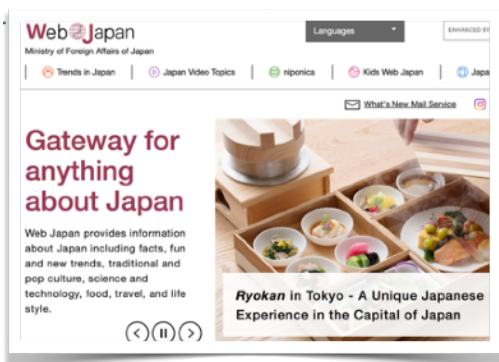 Web Japan
Ministry of Foreign Affairs of Japan
Languages
ENHANCED BY
Trends in Japan
Japan Video Topics
niponica
Kids Web Japan
Japa
What's New Mail Service
Gateway for
anything
about Japan
Web Japan provides information
about Japan including facts, fun
and new trends, traditional and
pop culture, science and
technology, food, travel, and life
style.
Ryokan in Tokyo - A Unique Japanese
Experience in the Capital of Japan